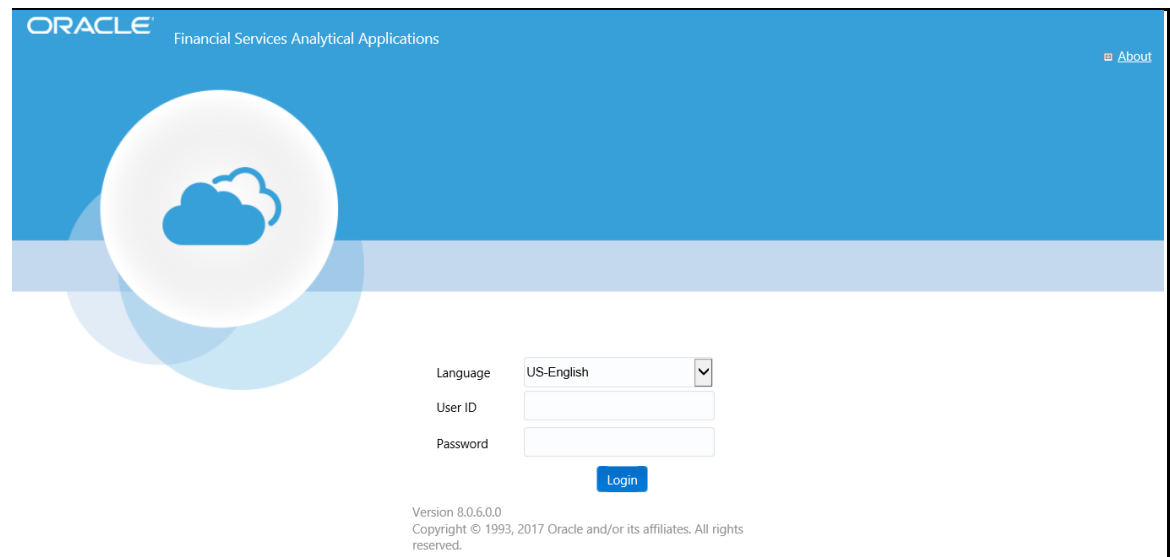 ORACLE
Financial Services Analytical Applications
About
Language
US-English
User ID
Password
Login
Version 8.0.6.0.0
Copyright © 1993, 2017 Oracle and/or its affiliates. All rights
reserved.